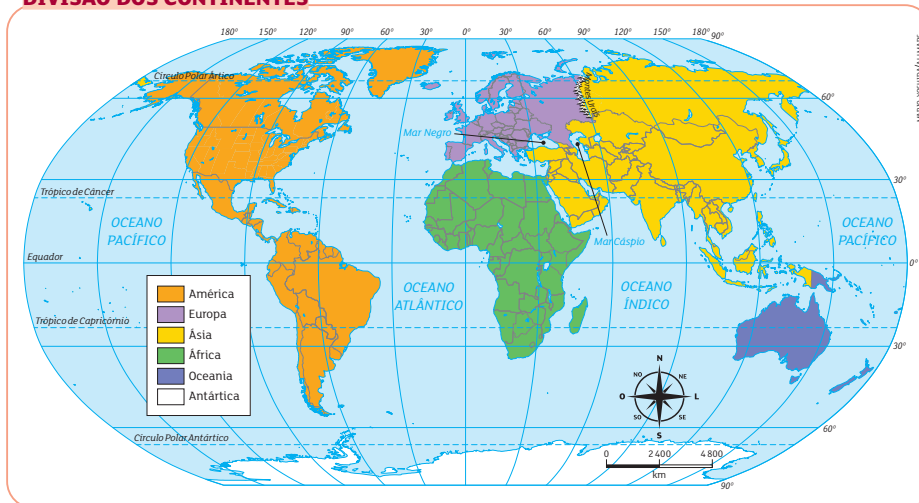 DIVISÃO DOS CONTINENTES
180° 150° 120° 90° 60° 30° 0° 30° 60° 90° 120° 150° 180° 90°
Círculo Polar Ártico
Montes Urais
60°
Mar Negro
30°
Trópico de Câncer
OCEANO
PACÍFICO
OCEANO
PACÍFICO
Mar Cáspio
Equador
0°
OCEANO
ATLÂNTICO
OCEANO
ÍNDICO
América
Europa
Ásia
África
Oceania
Antártica
Trópico de Capricórnio
30°
N
NO NE
O L
SO SE
S
60°
Círculo Polar Antártico
0 2 400 4 800
km
90°